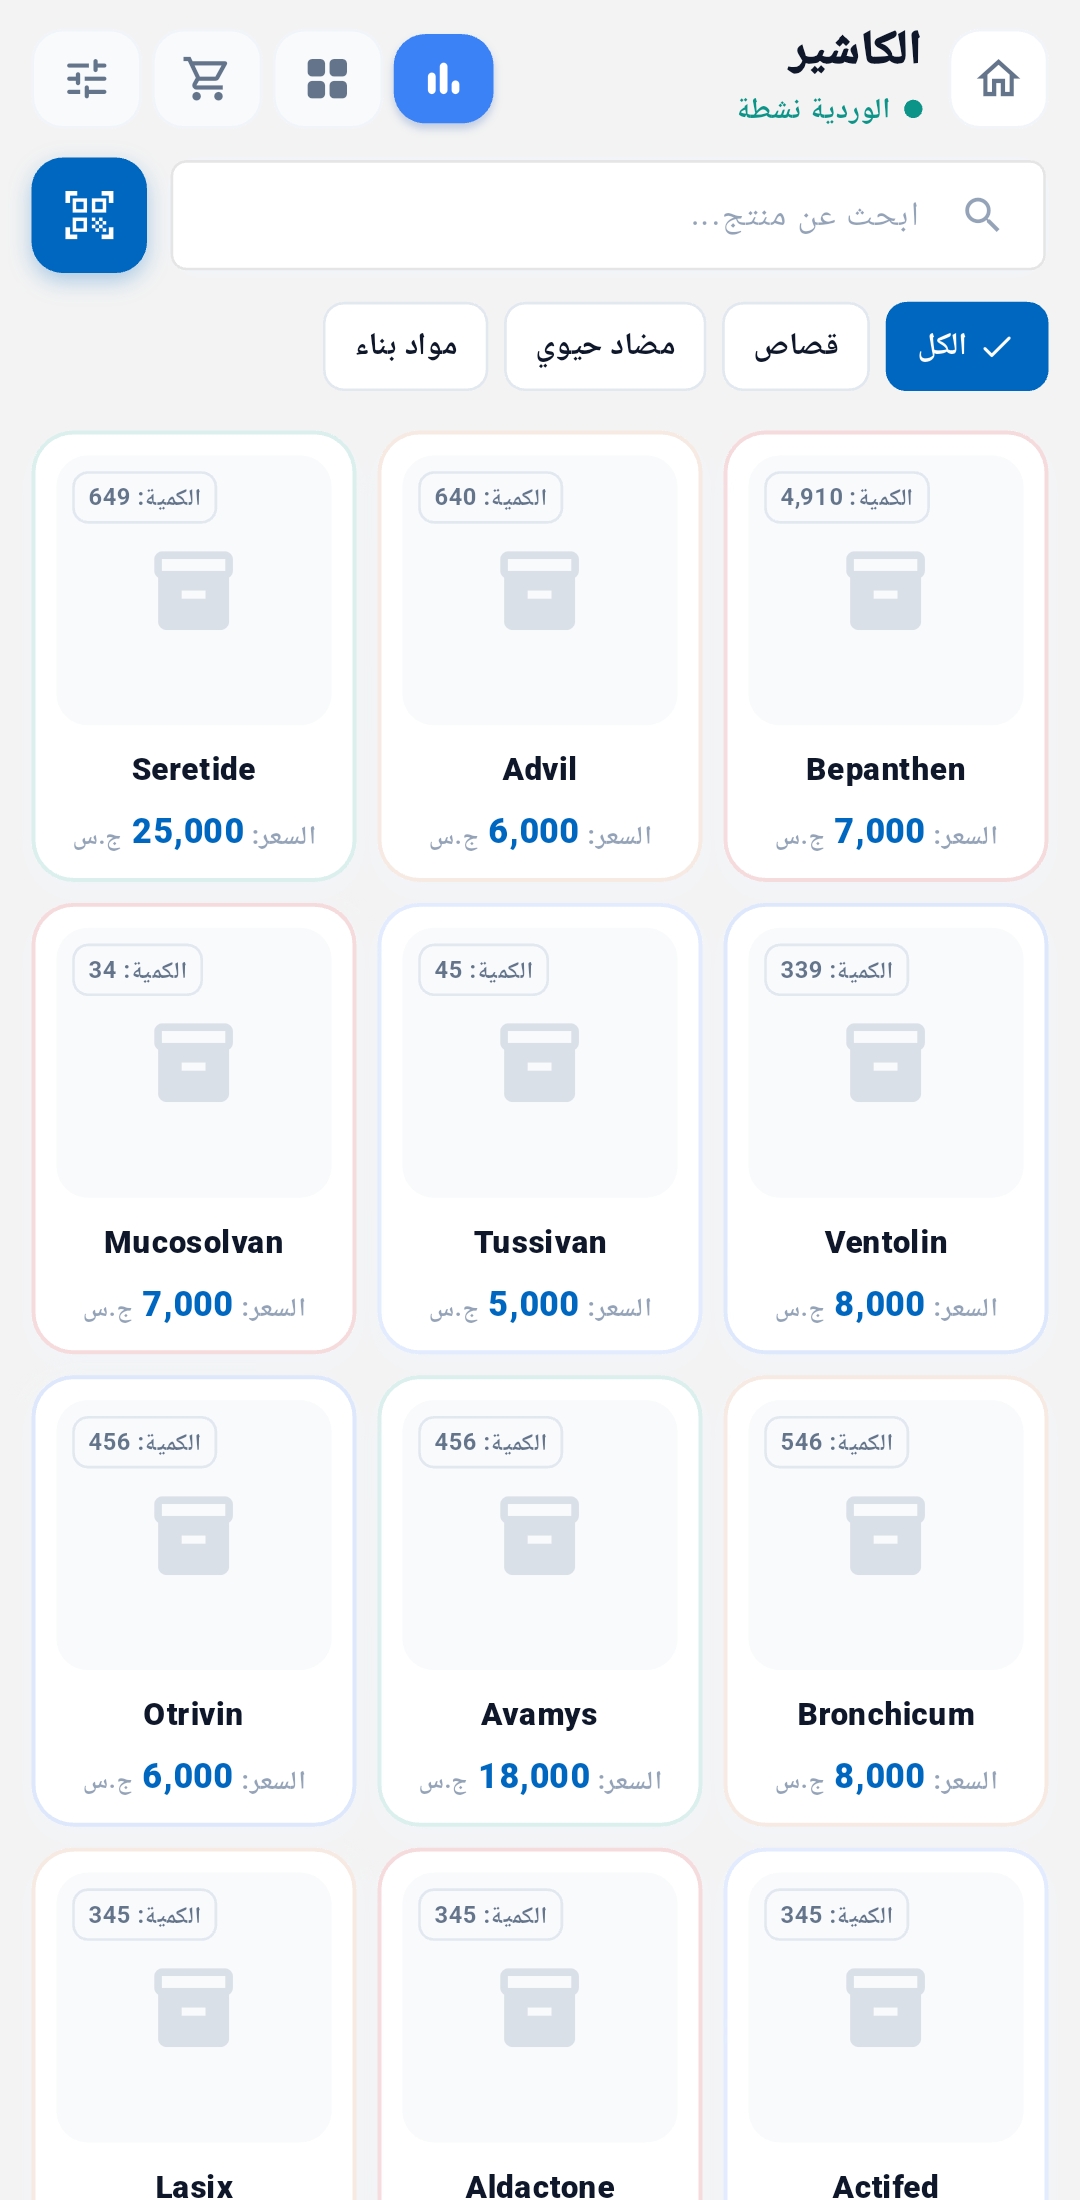 الكاشير
الوردية نشطة
ابحث عن منتج...
الكل
قصاص
مضاد حيوي
مواد بناء
الكمية: 4,910
الكمية: 640
الكمية: 649
Bepanthen
Advil
Seretide
السعر: 7,000 ج.س
السعر: 6,000 ج.س
السعر: 25,000 ج.س
الكمية: 339
الكمية: 45
الكمية: 34
Ventolin
Tussivan
Mucosolvan
السعر: 8,000 ج.س
السعر: 5,000 ج.س
السعر: 7,000 ج.س
الكمية: 546
الكمية: 456
الكمية: 456
Bronchicum
Avamys
Otrivin
السعر: 8,000 ج.س
السعر: 18,000 ج.س
السعر: 6,000 ج.س
الكمية: 345
الكمية: 345
الكمية: 345
Actifed
Aldactone
Lasix